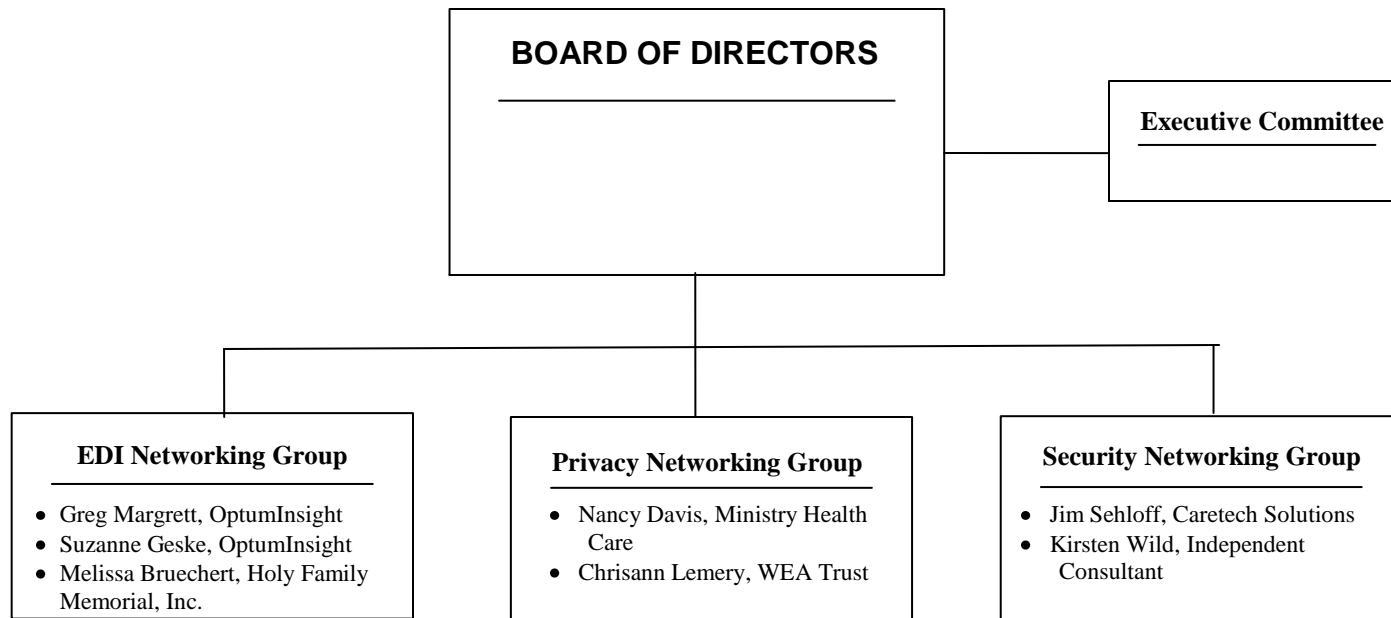 BOARD OF DIRECTORS
Executive Committee
EDI Networking Group
• Greg Margrett, OptumInsight
• Suzanne Geske, OptumInsight
• Melissa Bruechert, Holy Family
Memorial, Inc.
Privacy Networking Group
• Nancy Davis, Ministry Health
Care
• Chrisann Lemery, WEA Trust
Security Networking Group
• Jim Sehloff, Caretech Solutions
• Kirsten Wild, Independent
Consultant